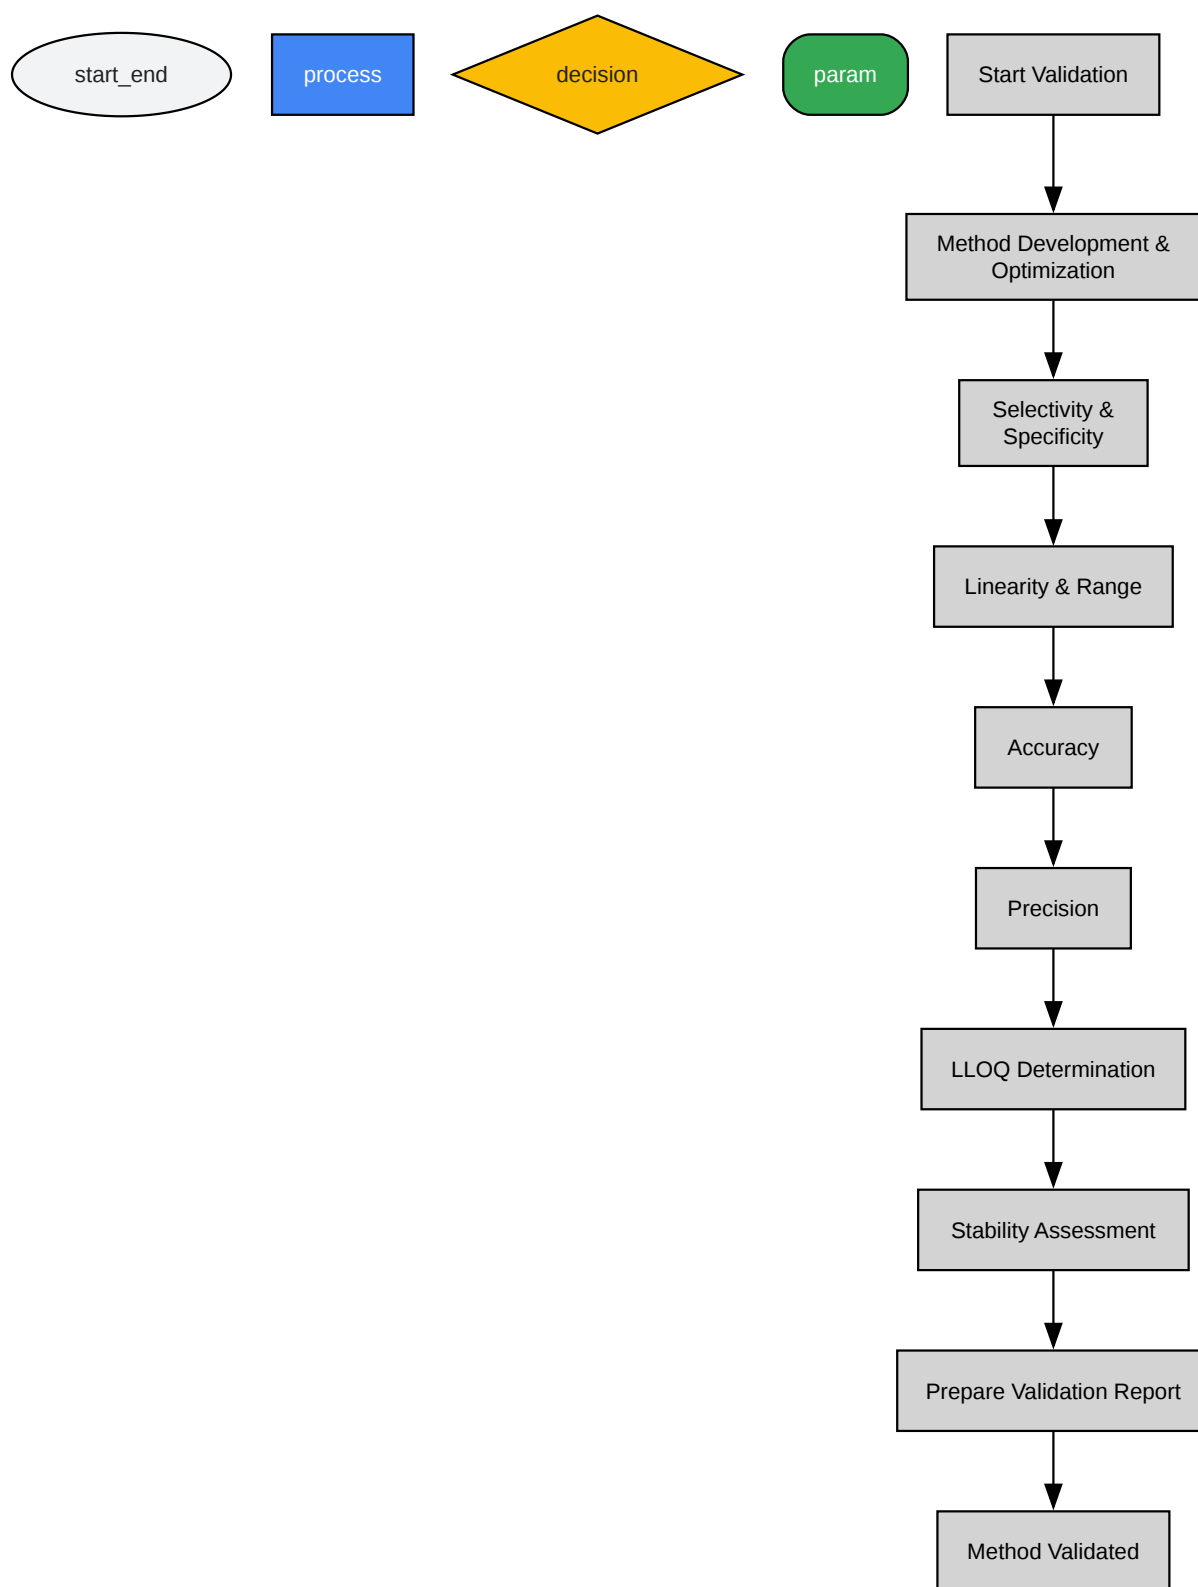 start_end
process
decision
param
Start Validation
Method Development &
Optimization
Selectivity &
Specificity
Linearity & Range
Accuracy
Precision
LLOQ Determination
Stability Assessment
Prepare Validation Report
Method Validated